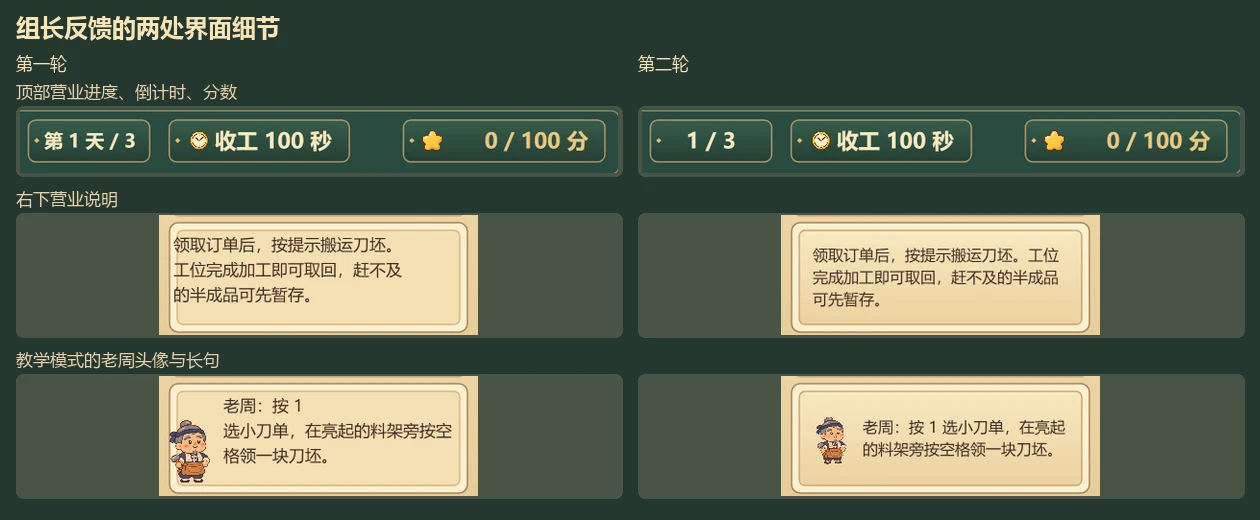 组长反馈的两处界面细节
第一轮
第二轮
顶部营业进度、倒计时、分数
第 1 天 / 3
收工 100 秒
0 / 100 分
1 / 3
收工 100 秒
0 / 100 分
右下营业说明
领取订单后，按提示搬运刀坯。
工位完成加工即可取回，赶不及
的半成品可先暂存。
领取订单后，按提示搬运刀坯。工位
完成加工即可取回，赶不及的半成品
可先暂存。
教学模式的老周头像与长句
老周：按 1
选小刀单，在亮起的料架旁按空
格领一块刀坯。
老周：按 1 选小刀单，在亮起
的料架旁按空格领一块刀坯。